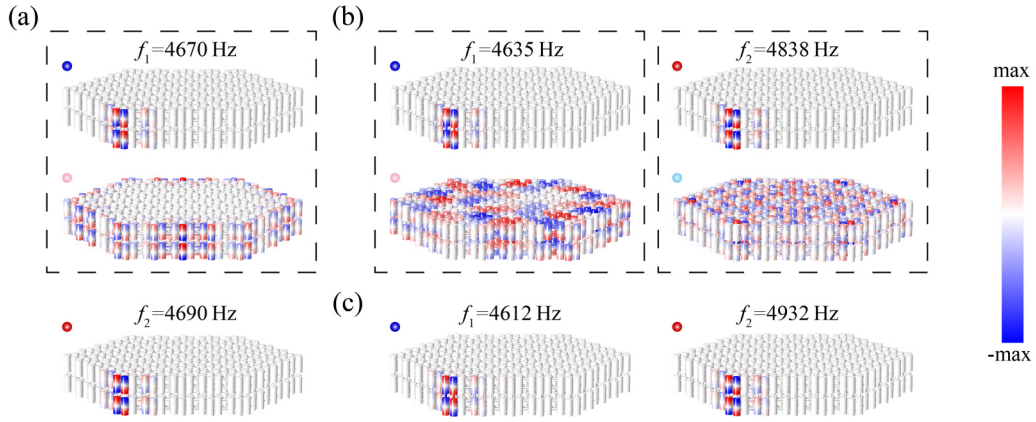 (a)
(b)
f1=4670 Hz
f1=4635 Hz
f2=4838 Hz
max
-max
f2=4690 Hz
(c)
f1=4612 Hz
f2=4932 Hz